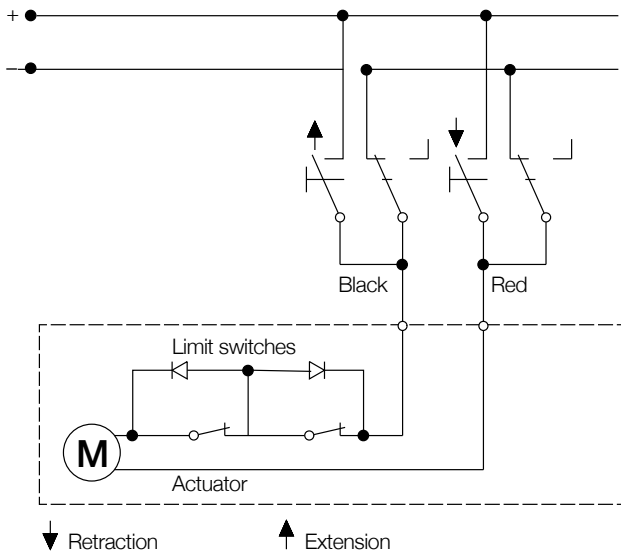 +
–
Black
Red
Limit switches
M
Actuator
Retraction
Extension